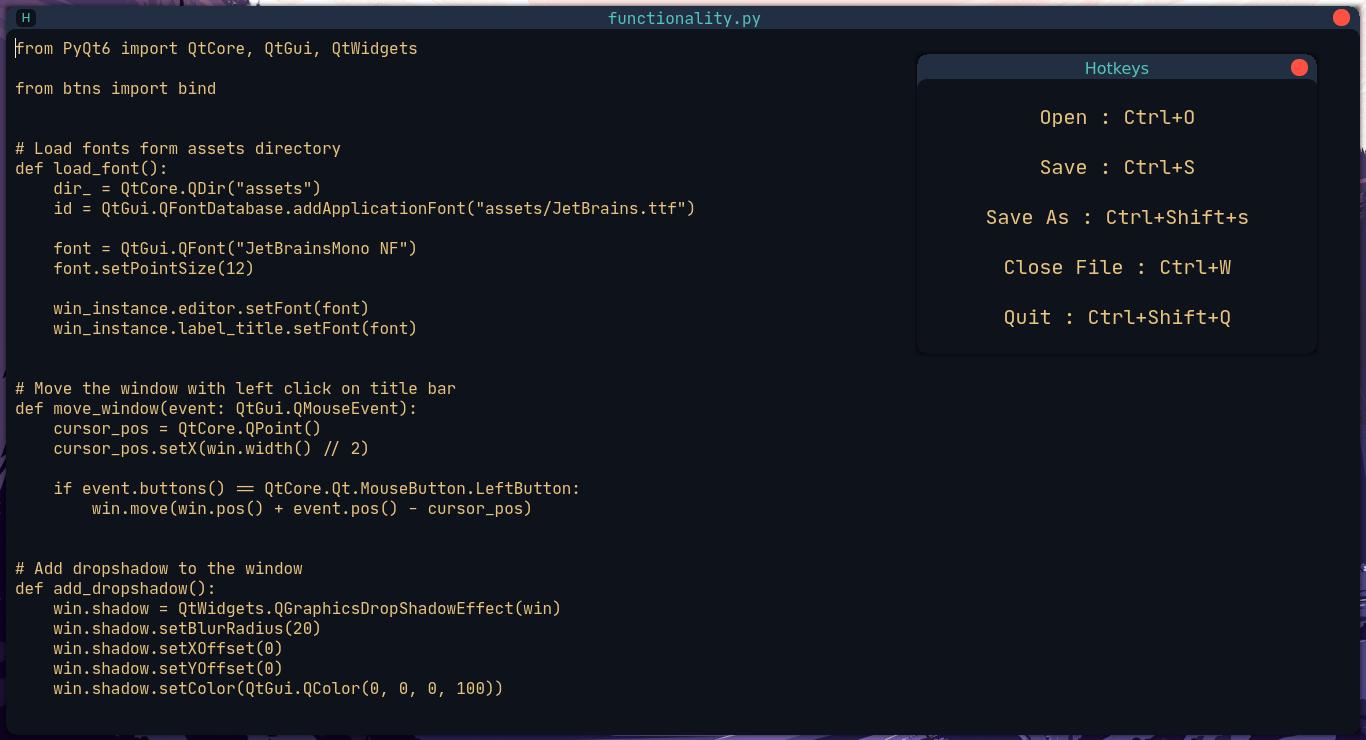 H
functionality.py
from PyQt6 import QtCore, QtGui, QtWidgets
from btns import bind
# Load fonts form assets directory
def load_font():
    dir_ = QtCore.QDir("assets")
    id = QtGui.QFontDatabase.addApplicationFont("assets/JetBrains.ttf")
    font = QtGui.QFont("JetBrainsMono NF")
    font.setPointSize(12)
    win_instance.editor.setFont(font)
    win_instance.label_title.setFont(font)
# Move the window with left click on title bar
def move_window(event: QtGui.QMouseEvent):
    cursor_pos = QtCore.QPoint()
    cursor_pos.setX(win.width() // 2)
    if event.buttons() == QtCore.Qt.MouseButton.LeftButton:
        win.move(win.pos() + event.pos() - cursor_pos)
# Add dropshadow to the window
def add_dropshadow():
    win.shadow = QtWidgets.QGraphicsDropShadowEffect(win)
    win.shadow.setBlurRadius(20)
    win.shadow.setXOffset(0)
    win.shadow.setYOffset(0)
    win.shadow.setColor(QtGui.QColor(0, 0, 0, 100))
Hotkeys
Open : Ctrl+O
Save : Ctrl+S
Save As : Ctrl+Shift+s
Close File : Ctrl+W
Quit : Ctrl+Shift+Q